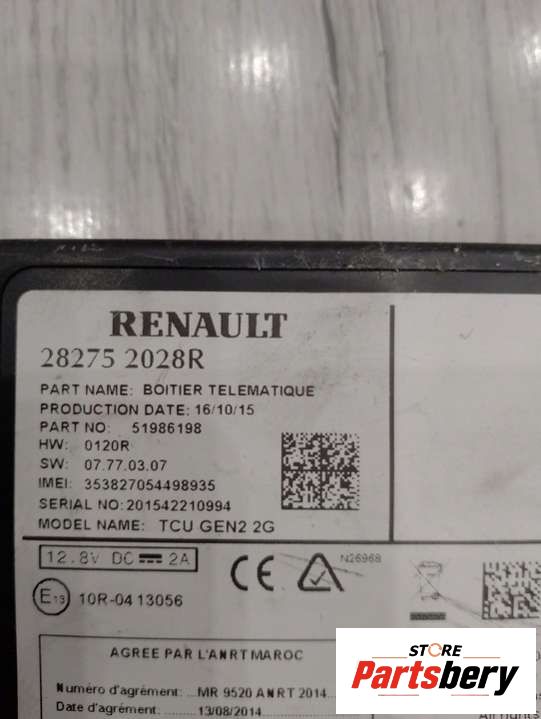 RENAULT
28275 2028R
PART NAME: BOITIER TELEMATIQUE
PRODUCTION DATE: 16/10/15
PART NO: 51986198
HW: 0120R
SW: 07.77.03.07
IMEI: 353827054498935
SERIAL NO: 201542210994
MODEL NAME: TCU GEN2 2G
12.8V DC 2A
CE N26968
E13 10R-04 13056
AGREE PAR L'ANRT MAROC
Numéro d'agrément: MR 9520 ANRT 2014
Date d'agrément: 13/08/2014
STORE
Partsbery
All rights